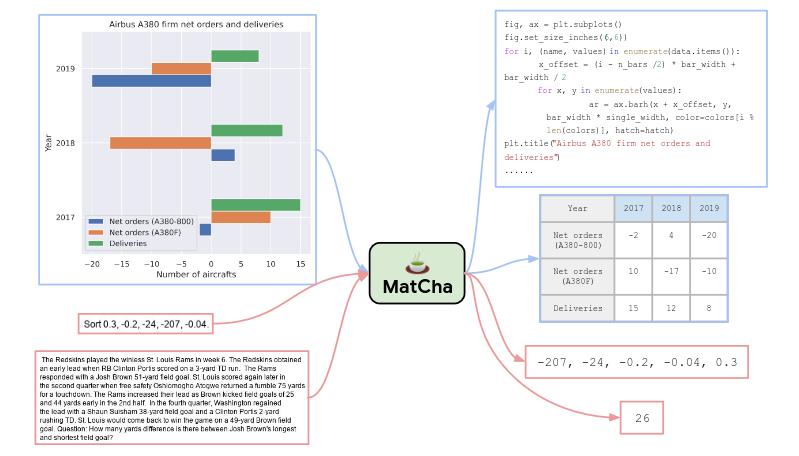 Airbus A380 firm net orders and deliveries
Year
2019
2018
2017
Net orders (A380-800)
Net orders (A380F)
Deliveries
−20 −15 −10 −5 0 5 10 15
Number of aircrafts
Sort 0.3, -0.2, -24, -207, -0.04.
The Redskins played the winless St. Louis Rams in week 6. The Redskins obtained
an early lead when RB Clinton Portis scored on a 3-yard TD run. The Rams
responded with a Josh Brown 51-yard field goal. St. Louis scored again later in
the second quarter when free safety Oshiomogho Atogwe returned a fumble 75 yards
for a touchdown. The Rams increased their lead as Brown kicked field goals of 25
and 44 yards early in the 2nd half. In the fourth quarter, Washington regained
the lead with a Shaun Suisham 38-yard field goal and a Clinton Portis 2-yard
rushing TD. St. Louis would come back to win the game on a 49-yard Brown field
goal. Question: How many yards difference is there between Josh Brown's longest
and shortest field goal?
MatCha
fig, ax = plt.subplots()
fig.set_size_inches(6,6))
for i, (name, values) in enumerate(data.items()):
x_offset = (i - n_bars /2) * bar_width +
bar_width / 2
for x, y in enumerate(values):
ar = ax.barh(x + x_offset, y,
bar_width * single_width, color=colors[i %
len(colors)], hatch=hatch)
plt.title("Airbus A380 firm net orders and
deliveries")
......
Year 2017 2018 2019
Net orders
(A380-800) -2 4 -20
Net orders
(A380F) 10 -17 -10
Deliveries 15 12 8
-207, -24, -0.2, -0.04, 0.3
26